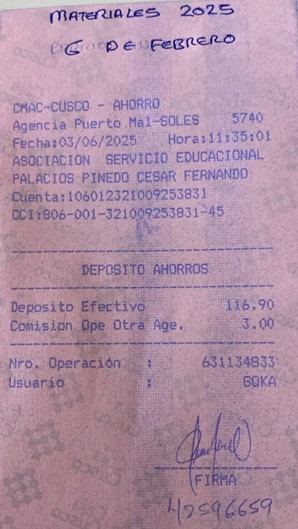 MATERIALES 2025
6 DE FEBRERO
CMAC-CUSCO - AHORRO
Agencia Puerto Mal-SOLES 5740
Fecha:03/06/2025 Hora:11:35:01
ASOCIACION SERVICIO EDUCACIONAL
PALACIOS PINEDO CESAR FERNANDO
Cuenta:106012321009253831
CCI:806-001-321009253831-45
DEPOSITO AHORROS
Deposito Efectivo 116.90
Comision Ope Otra Age. 3.00
Nro. Operación : 631134833
Usuario : GQKA
FIRMA
42596659